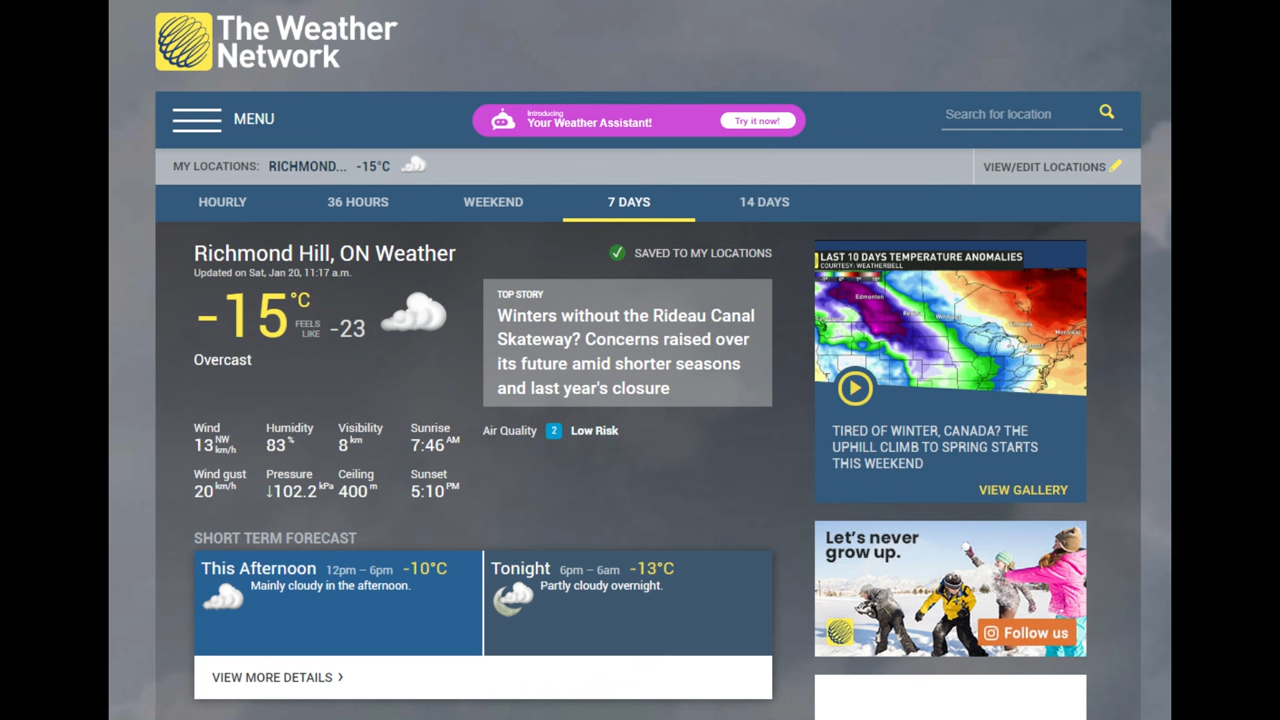 The Weather
Network
MENU
Introducing
Your Weather Assistant!
Try it now!
Search for location
MY LOCATIONS: RICHMOND... -15°C
VIEW/EDIT LOCATIONS
HOURLY
36 HOURS
WEEKEND
7 DAYS
14 DAYS
Richmond Hill, ON Weather
Updated on Sat, Jan 20, 11:17 a.m.
SAVED TO MY LOCATIONS
-15°C
FEELS
LIKE -23
Overcast
TOP STORY
Winters without the Rideau Canal
Skateway? Concerns raised over
its future amid shorter seasons
and last year's closure
Wind
13 NW km/h
Humidity
83 %
Visibility
8 km
Sunrise
7:46 AM
Wind gust
20 km/h
Pressure
↓102.2 kPa
Ceiling
400 m
Sunset
5:10 PM
Air Quality 2 Low Risk
SHORT TERM FORECAST
This Afternoon 12pm – 6pm -10°C
Mainly cloudy in the afternoon.
Tonight 6pm – 6am -13°C
Partly cloudy overnight.
VIEW MORE DETAILS ›
LAST 10 DAYS TEMPERATURE ANOMALIES
COURTESY: WEATHERBELL
Edmonton
TIRED OF WINTER, CANADA? THE
UPHILL CLIMB TO SPRING STARTS
THIS WEEKEND
VIEW GALLERY
Let's never
grow up.
Follow us